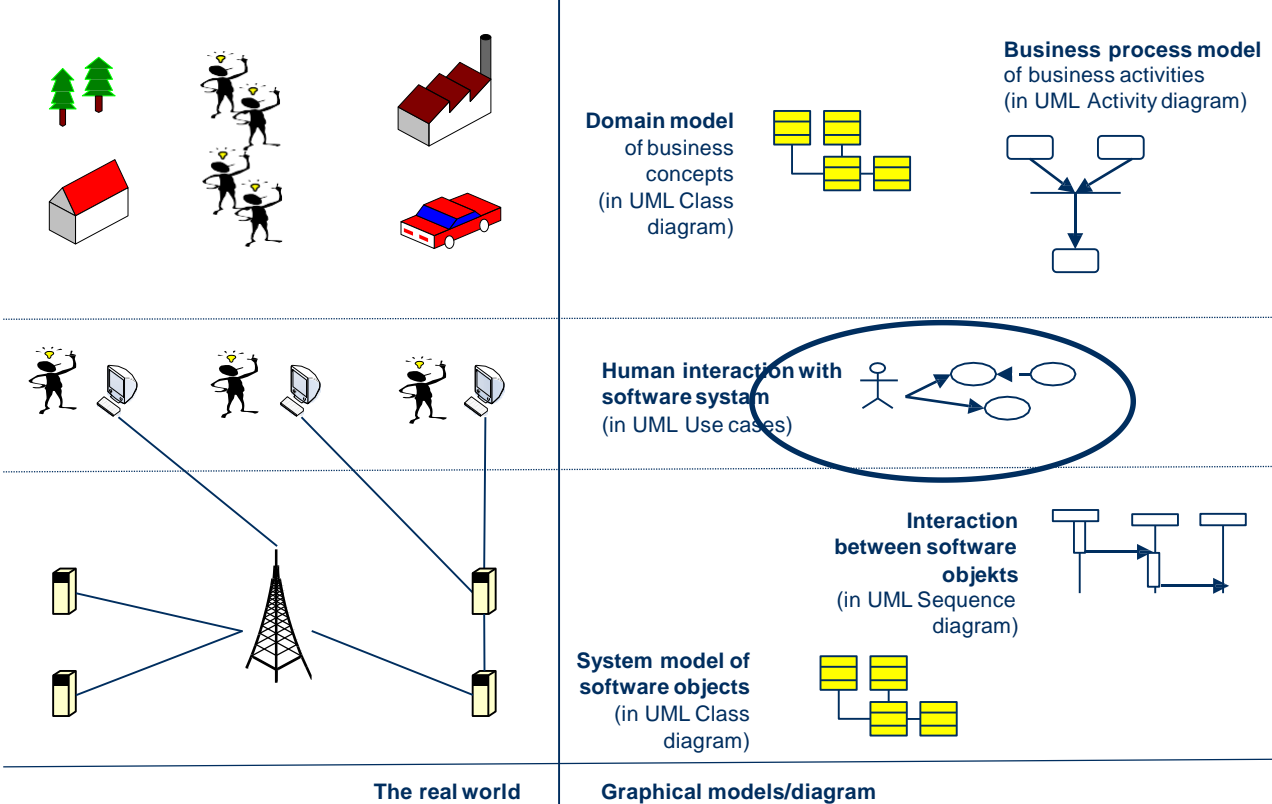 Business process model
of business activities
(in UML Activity diagram)
Domain model
of business
concepts
(in UML Class
diagram)
Human interaction with
software systam
(in UML Use cases)
Interaction
between software
objekts
(in UML Sequence
diagram)
System model of
software objects
(in UML Class
diagram)
The real world
Graphical models/diagram